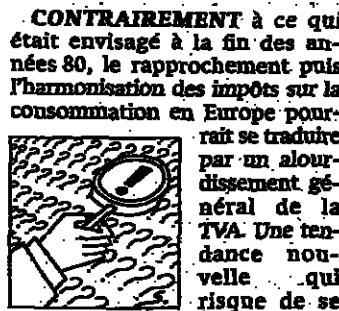 CONTRAIREMENT à ce qui
était envisagé à la fin des an-
nées 80, le rapprochement puis
l'harmonisation des impôts sur la
consommation en Europe pour-
rait se traduire
par un alour-
dissement gé-
néral de la
TVA. Une ten-
dance nou-
velle qui
risque de se